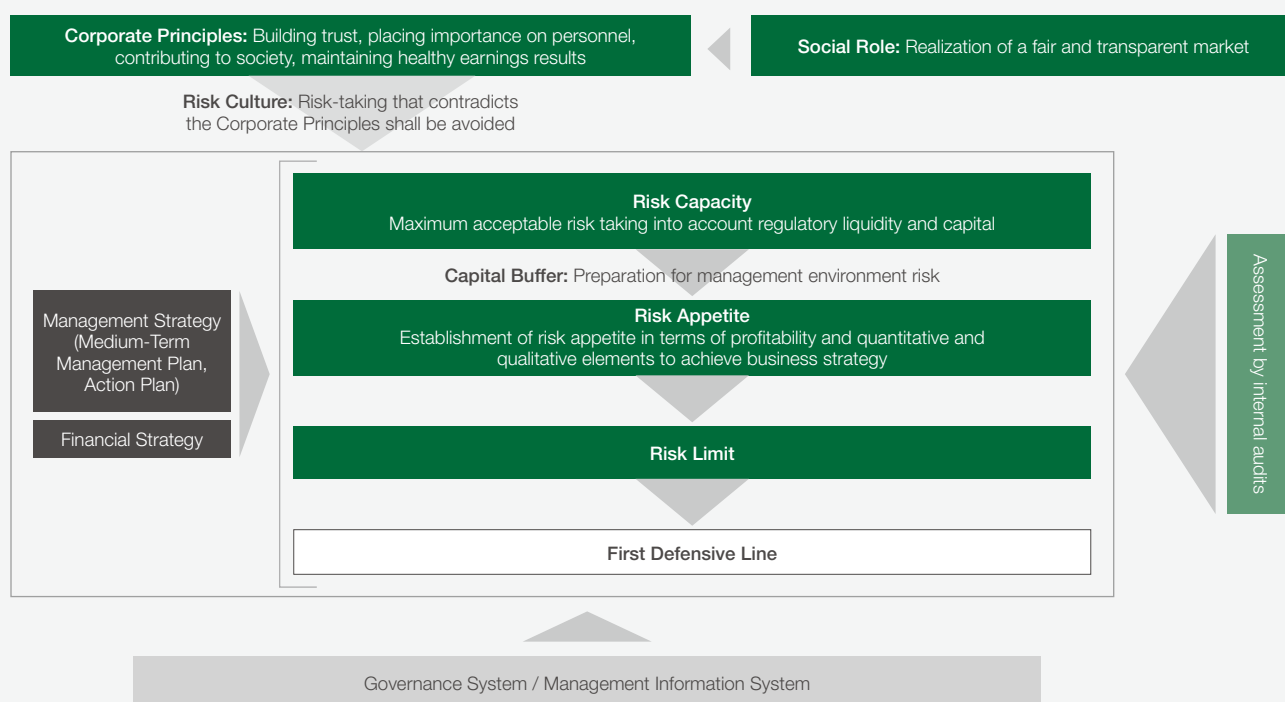 Corporate Principles: Building trust, placing importance on personnel,
contributing to society, maintaining healthy earnings results
Social Role: Realization of a fair and transparent market
Risk Culture: Risk-taking that contradicts
the Corporate Principles shall be avoided
Risk Capacity
Maximum acceptable risk taking into account regulatory liquidity and capital
Capital Buffer: Preparation for management environment risk
Management Strategy
(Medium-Term
Management Plan,
Action Plan)
Financial Strategy
Risk Appetite
Establishment of risk appetite in terms of profitability and quantitative and
qualitative elements to achieve business strategy
Risk Limit
First Defensive Line
Assessment by internal audits
Governance System / Management Information System